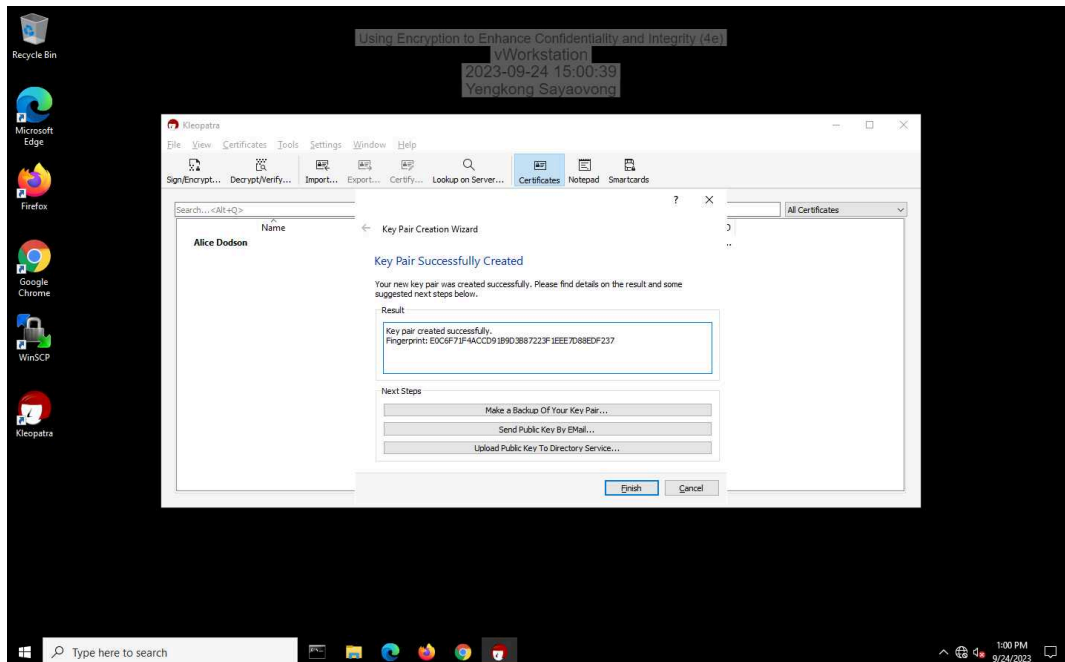 Recycle Bin
Microsoft
Edge
Firefox
Google
Chrome
WinSCP
Kleopatra
Using Encryption to Enhance Confidentiality and Integrity (4e)
vWorkstation
2023-09-24 15:00:39
Yengkong Sayaovong
Kleopatra
File View Certificates Tools Settings Window Help
Sign/Encrypt... Decrypt/Verify... Import... Export... Certify... Lookup on Server... Certificates Notepad Smartcards
Search...<Alt+Q>
All Certificates
Name
Alice Dodson
Key Pair Creation Wizard
Key Pair Successfully Created
Your new key pair was created successfully. Please find details on the result and some
suggested next steps below.
Result
Key pair created successfully.
Fingerprint: E0C6F71F4ACCD91B9D3B87223F1EEE7D88EDF237
Next Steps
Make a Backup Of Your Key Pair...
Send Public Key By EMail...
Upload Public Key To Directory Service...
Finish Cancel
Type here to search
1:00 PM
9/24/2023